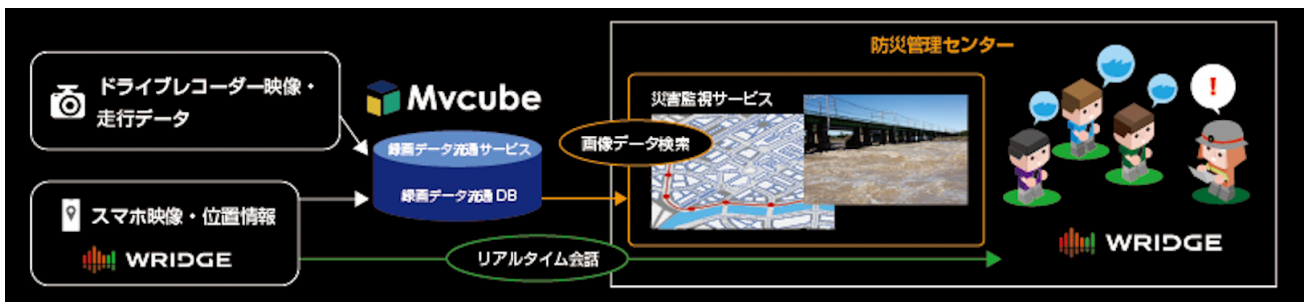 ドライブレコーダー映像・
走行データ
スマホ映像・位置情報
WRIDGE
Mvcube
録画データ流通サービス
録画データ流通DB
画像データ検索
リアルタイム会話
防災管理センター
災害監視サービス
!
WRIDGE